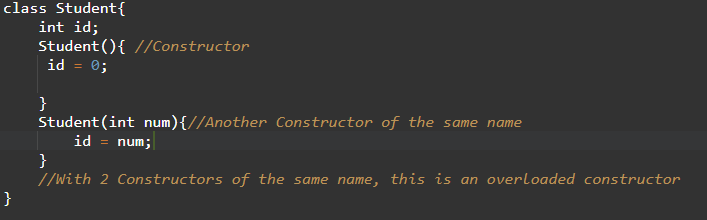 class Student{
int id;
Student(){ //Constructor
id = 0;
}
Student(int num){//Another Constructor of the same name
id = num;
}
//With 2 Constructors of the same name, this is an overloaded constructor
}